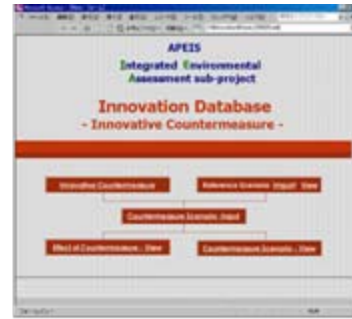 APEIS
Integrated Environmental
Assessment sub-project
Innovation Database
- Innovative Countermeasure -
Innovative Countermeasure
Reference Scenario Input/ View
Countermeasure Scenario Input
Effect of Countermeasure - View
Countermeasure Scenario - View